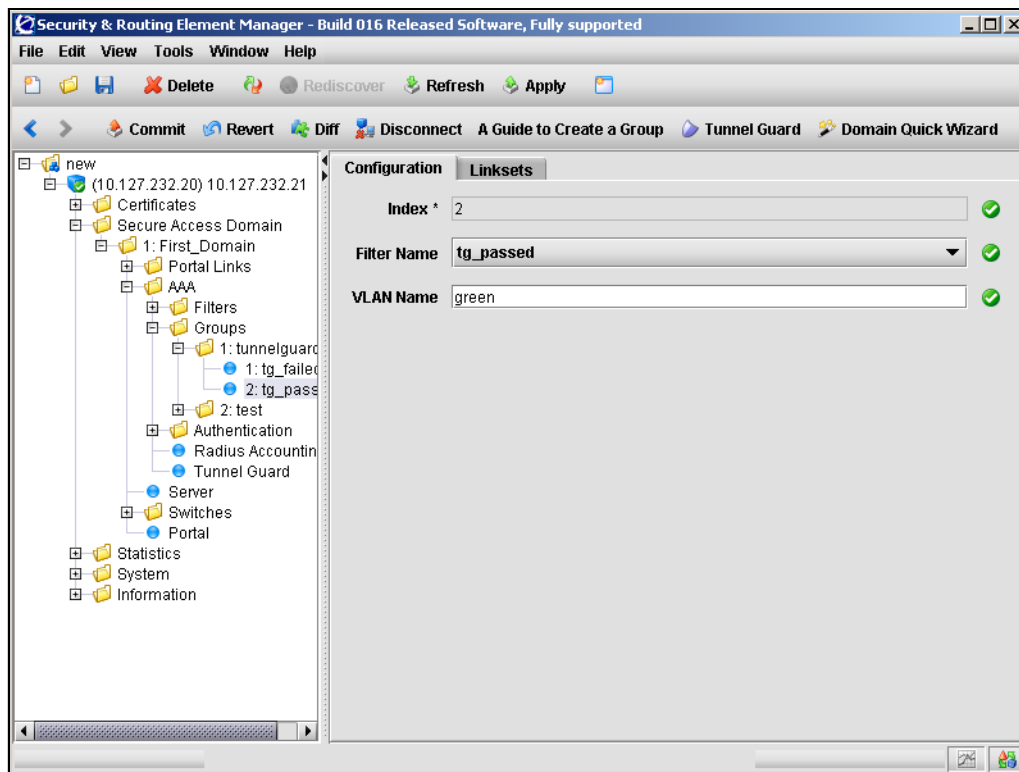 Security & Routing Element Manager - Build 016 Released Software, Fully supported
File Edit View Tools Window Help
Delete Rediscover Refresh Apply
Commit Revert Diff Disconnect A Guide to Create a Group Tunnel Guard Domain Quick Wizard
new
(10.127.232.20) 10.127.232.21
Certificates
Secure Access Domain
1: First_Domain
Portal Links
AAA
Filters
Groups
1: tunnelguard
1: tg_failed
2: tg_pass
2: test
Authentication
Radius Accountin
Tunnel Guard
Server
Switches
Portal
Statistics
System
Information
Configuration Linksets
Index * 2
Filter Name tg_passed
VLAN Name green